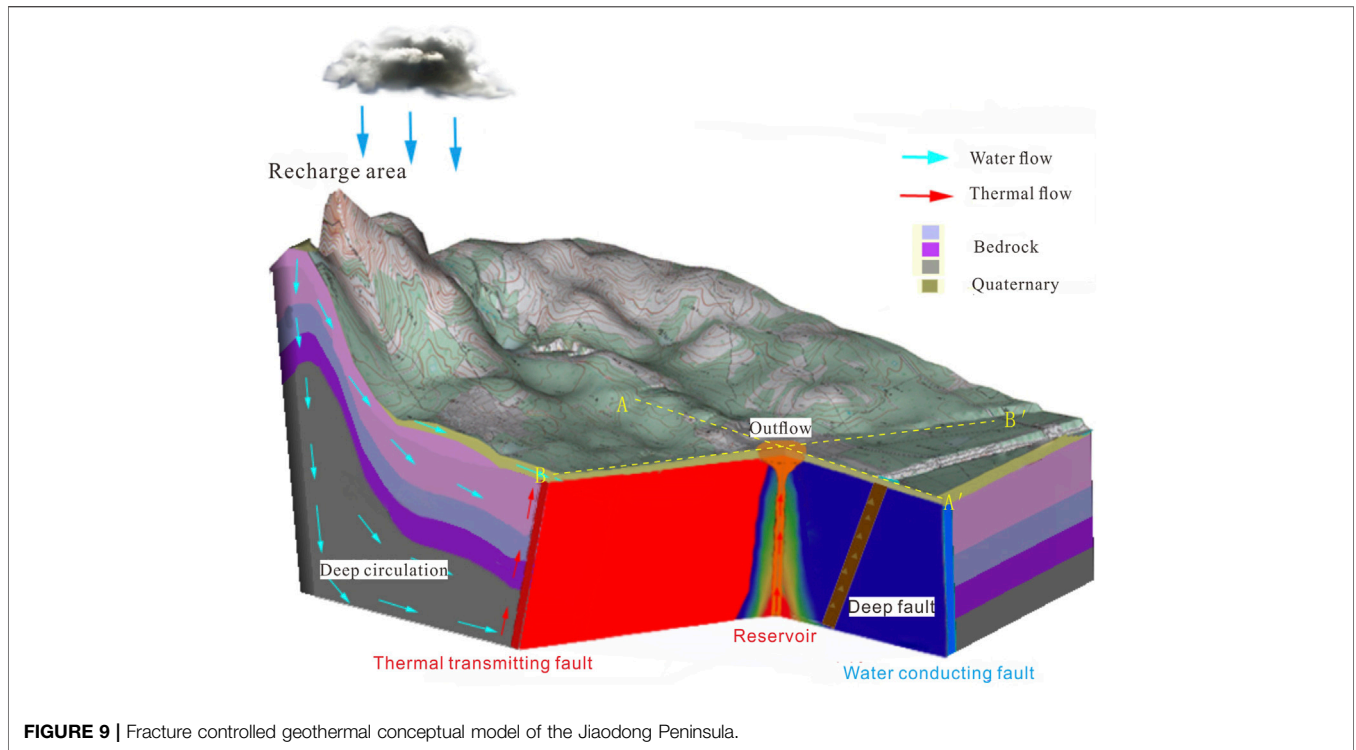 Recharge area
Water flow
Thermal flow
Bedrock
Quaternary
A
B′
Outflow
B
A′
Deep circulation
Deep fault
Reservoir
Thermal transmitting fault
Water conducting fault
FIGURE 9 | Fracture controlled geothermal conceptual model of the Jiaodong Peninsula.